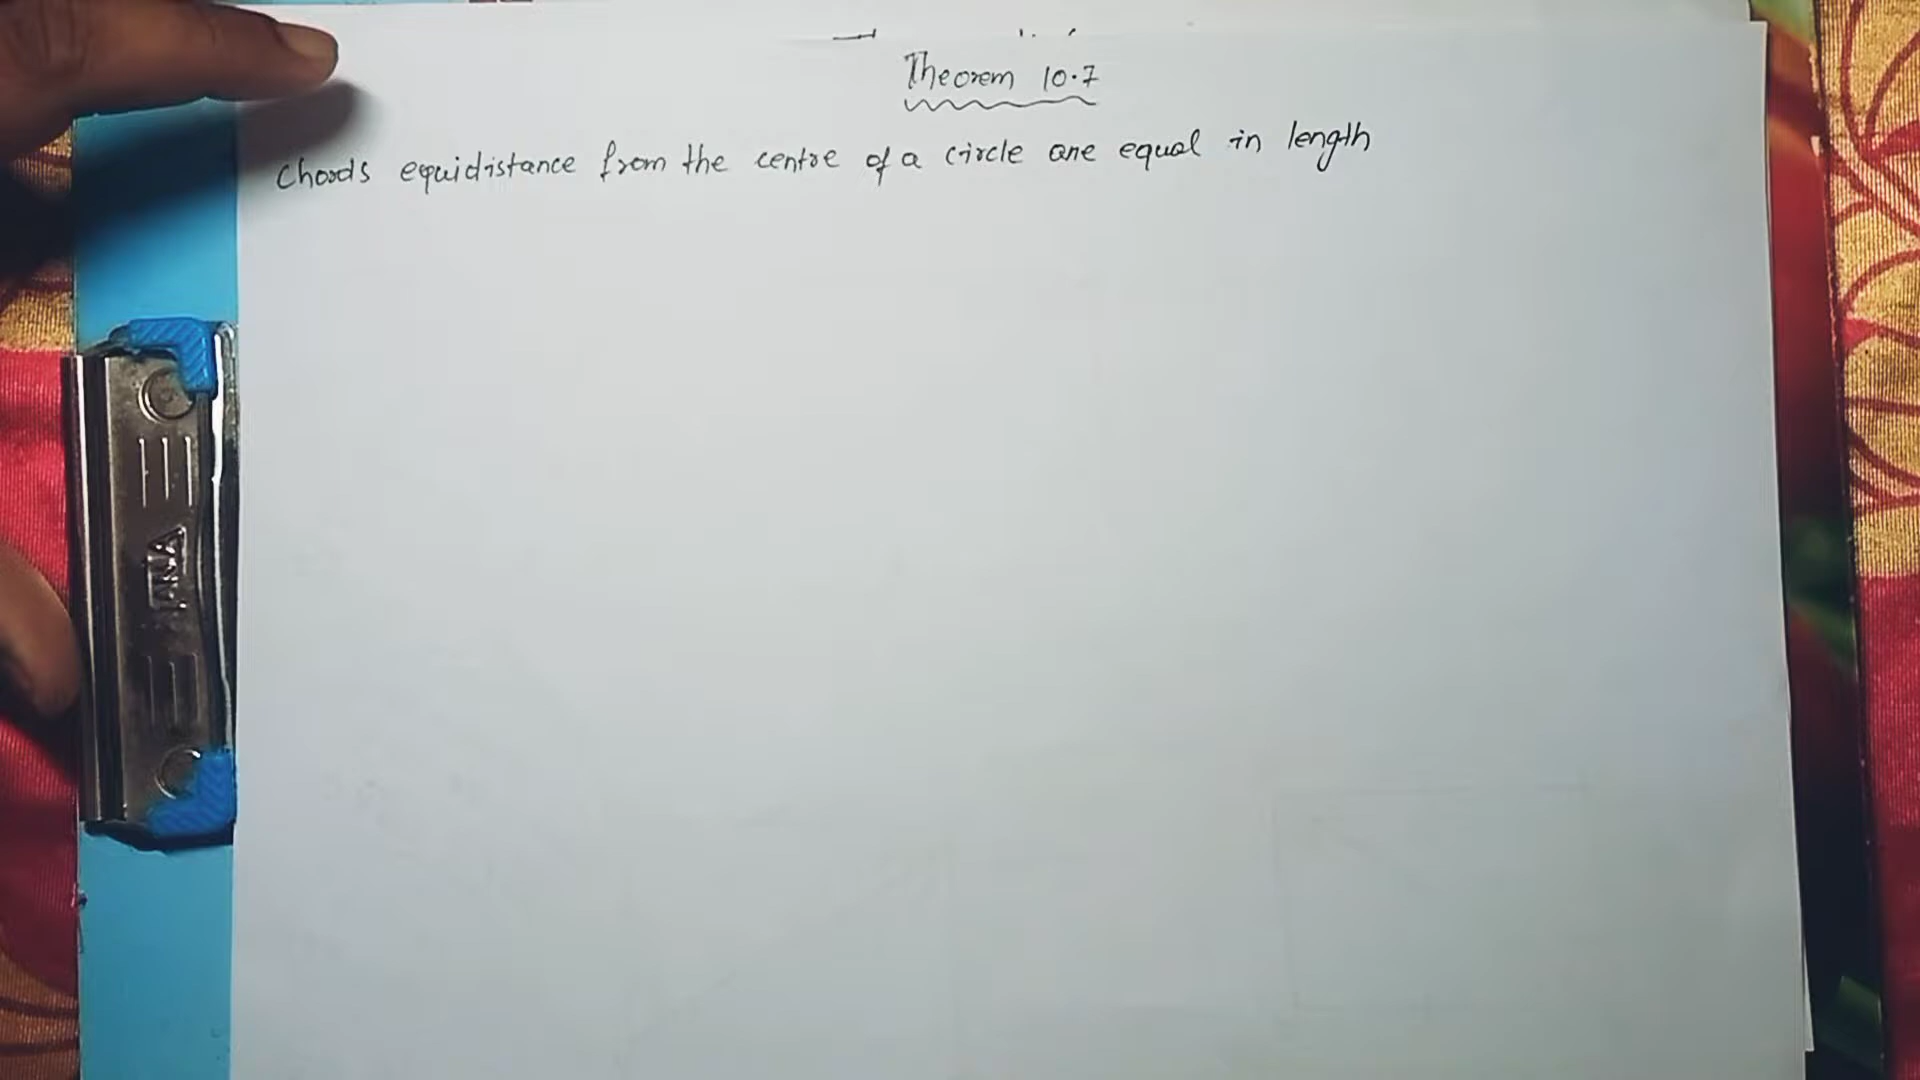 Theorem 10.7
Chords equidistance from the centre of a circle are equal in length